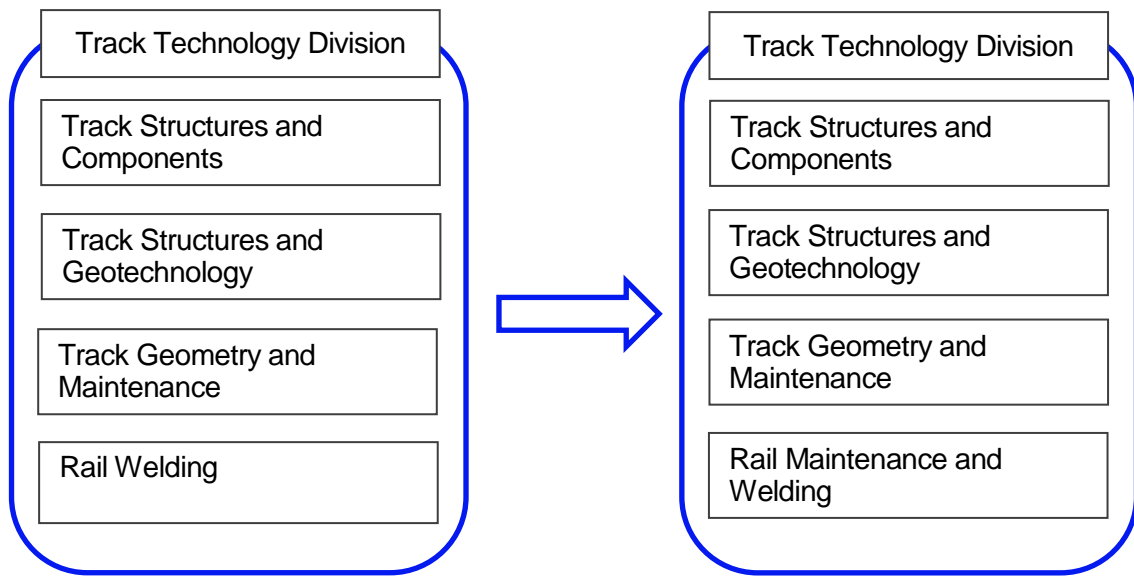 Track Technology Division
Track Structures and
Components
Track Structures and
Geotechnology
Track Geometry and
Maintenance
Rail Welding
Track Technology Division
Track Structures and
Components
Track Structures and
Geotechnology
Track Geometry and
Maintenance
Rail Maintenance and
Welding